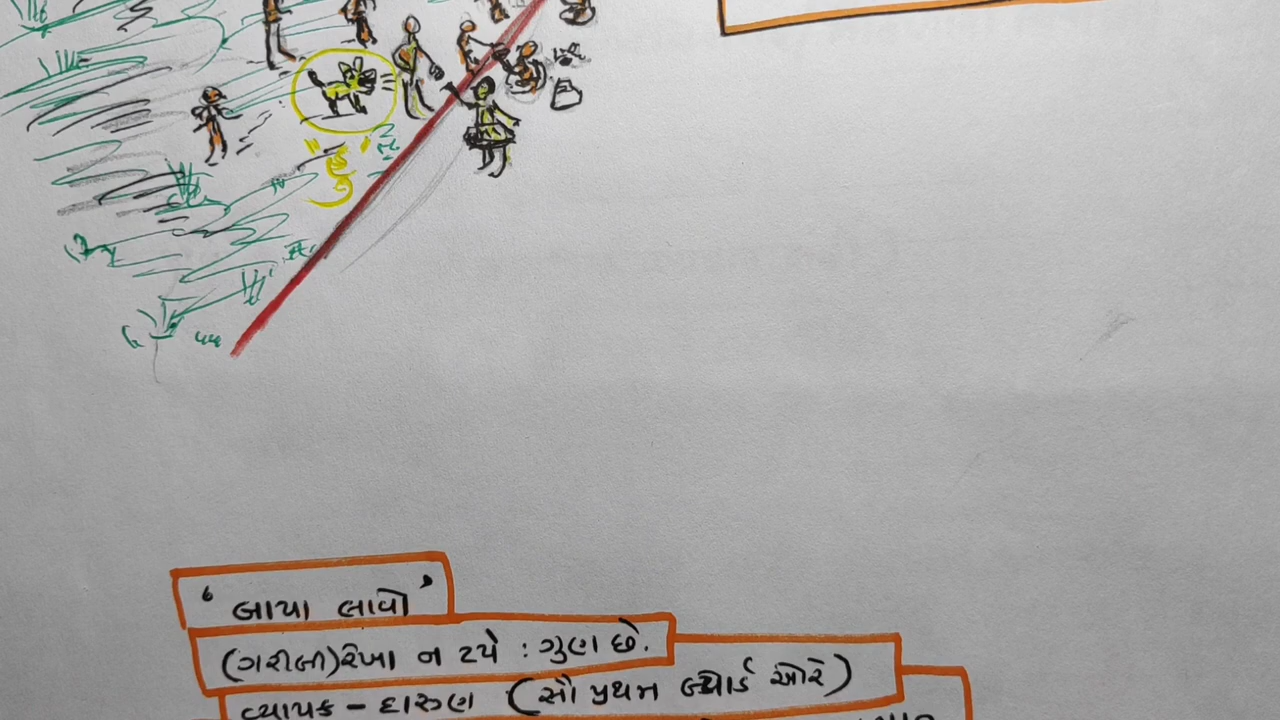 હું
‘ બાયા લાવો ’
(ગરીબી)રેખા ન ટપે : ગુણ છે.
વ્યાપક - દારુણ (સૌ પ્રથમ બ્યોર્ડ ઓરે)